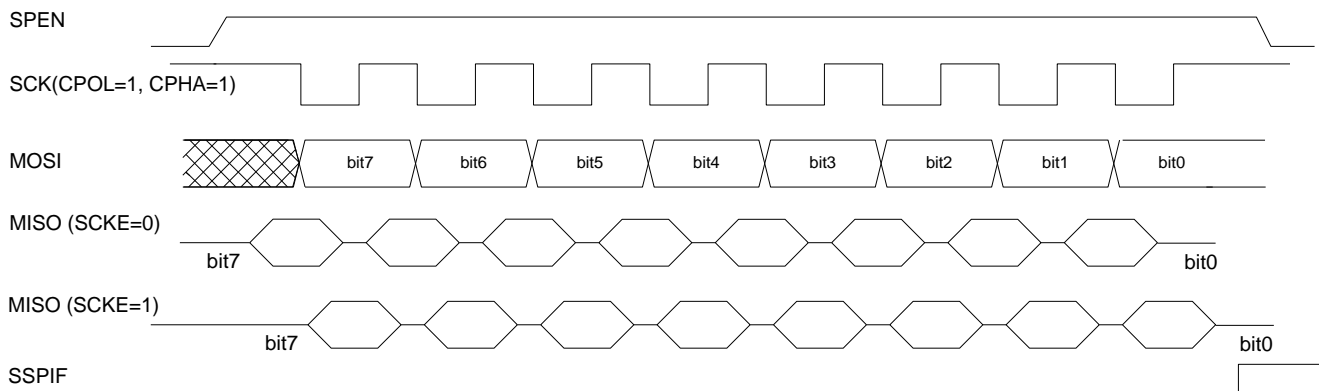 SPEN
SCK(CPOL=1, CPHA=1)
MOSI
bit7 bit6 bit5 bit4 bit3 bit2 bit1 bit0
MISO (SCKE=0)
bit7 bit0
MISO (SCKE=1)
bit7 bit0
SSPIF